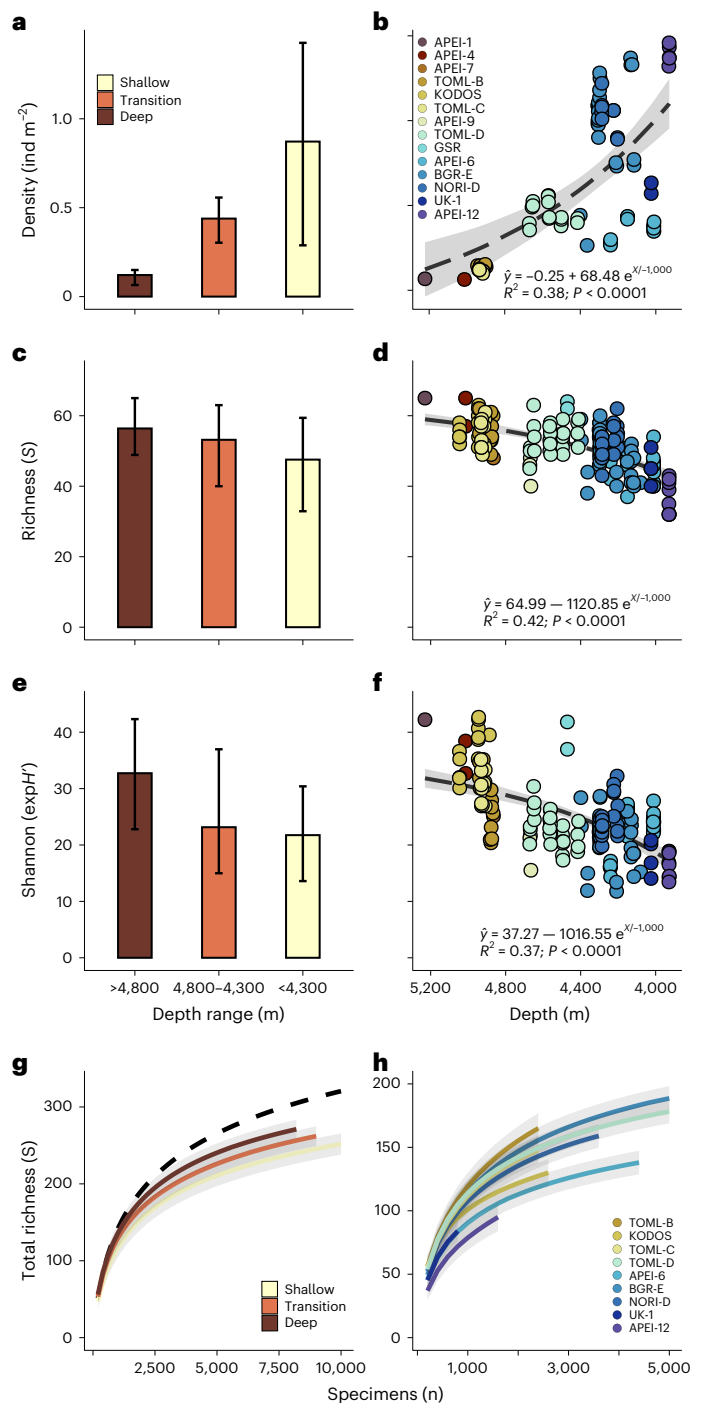 a
Density (ind m⁻²)
1.0
0.5
0
Shallow
Transition
Deep
b
APEI-1
APEI-4
APEI-7
TOML-B
KODOS
TOML-C
APEI-9
TOML-D
GSR
APEI-6
BGR-E
NORI-D
UK-1
APEI-12
ŷ = –0.25 + 68.48 e^X/–1,000
R² = 0.38; P < 0.0001
c
Richness (S)
60
40
20
0
d
ŷ = 64.99 — 1120.85 e^X/–1,000
R² = 0.42; P < 0.0001
e
Shannon (expH′)
40
30
20
10
0
>4,800 4,800–4,300 <4,300
Depth range (m)
f
ŷ = 37.27 — 1016.55 e^X/–1,000
R² = 0.37; P < 0.0001
5,200 4,800 4,400 4,000
Depth (m)
g
Total richness (S)
300
200
100
0
Shallow
Transition
Deep
2,500 5,000 7,500 10,000
h
200
150
100
50
0
TOML-B
KODOS
TOML-C
TOML-D
APEI-6
BGR-E
NORI-D
UK-1
APEI-12
1,000 3,000 5,000
Specimens (n)